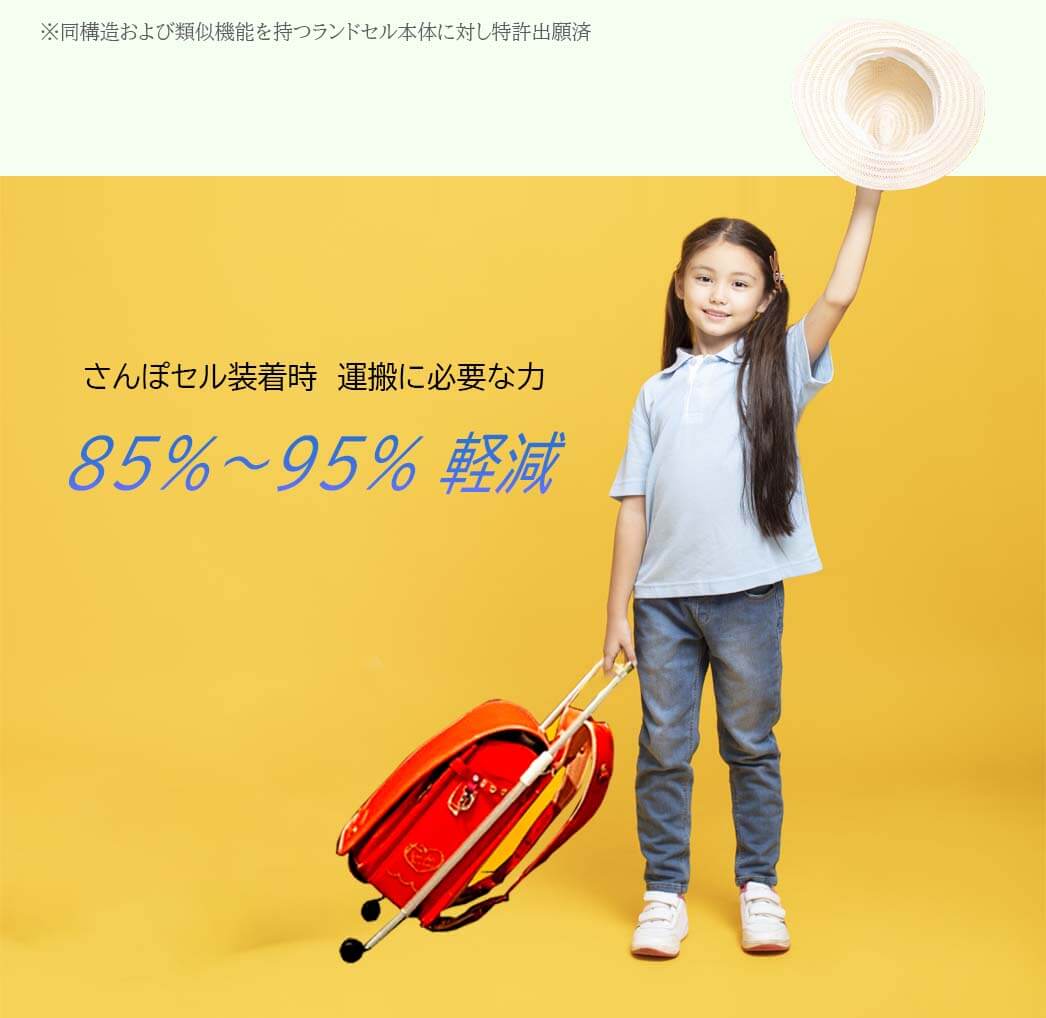 ※同構造および類似機能を持つランドセル本体に対し特許出願済
さんぽセル装着時 運搬に必要な力
85%～95% 軽減